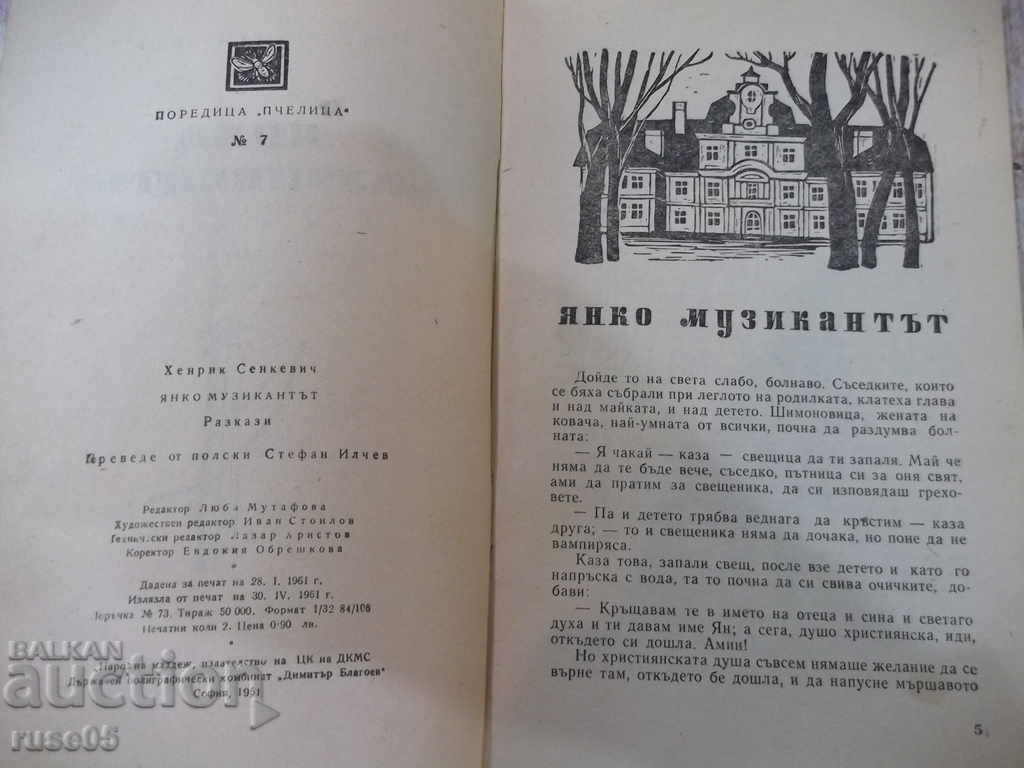 ПОРЕДИЦА „ПЧЕЛИЦА“
№ 7
Хенрик Сенкевич
ЯНКО МУЗИКАНТЪТ
Разкази
Преведе от полски Стефан Илчев
Редактор Люба Мутафова
Художествен редактор Иван Стоилов
Технически редактор Лазар Христов
Коректор Евдокия Обрешкова
•
Дадена за печат на 28. I. 1961 г.
Излязла от печат на 30. IV. 1961 г.
Поръчка № 73. Тираж 50 000. Формат 1/32 84/108
Печатни коли 2. Цена 0·90 лв.
•
Народна младеж, издателство на ЦК на ДКМС
Държавен полиграфически комбинат „Димитър Благоев“
София, 1961
ЯНКО МУЗИКАНТЪТ
Дойде то на света слабо, болнаво. Съседките, които
се бяха събрали при леглото на родилката, клатеха глава
и над майката, и над детето. Шимоновица, жената на
ковача, най-умната от всички, почна да раздумва бол-
ната:
— Я чакай — каза — свещица да ти запаля. Май че
няма да те бъде вече, съседко, пътница си за оня свят,
ами да пратим за свещеника, да си изповядаш грехо-
вете.
— Па и детето трябва веднага да кръстим — каза
друга; — то и свещеника няма да дочака, но поне да не
вампиряса.
Каза това, запали свещ, после взе детето и като го
напръска с вода, та то почна да си свива очичките, до-
бави:
— Кръщавам те в името на отеца и сина и светаго
духа и ти давам име Ян; а сега, душо християнска, иди,
откъдето си дошла. Амин!
Но християнската душа съвсем нямаше желание да се
върне там, откъдето бе дошла, и да напусне мършавото
5
BALKAN
auction
ruse05